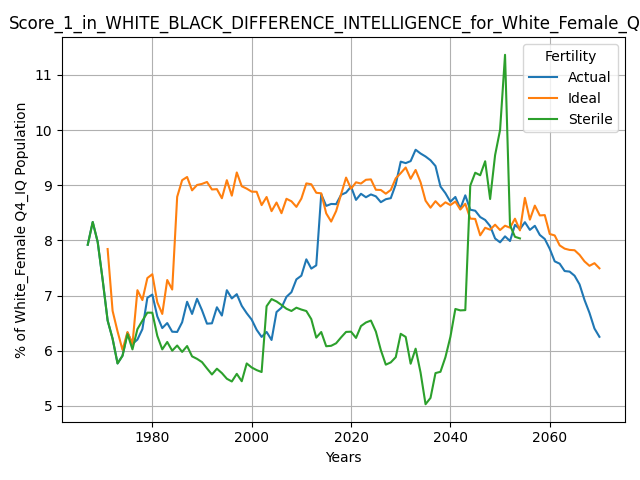 Score_1_in_WHITE_BLACK_DIFFERENCE_INTELLIGENCE_for_White_Female_Q
Fertility
Actual
Ideal
Sterile
% of White_Female Q4_IQ Population
11
10
9
8
7
6
5
1980 2000 2020 2040 2060
Years